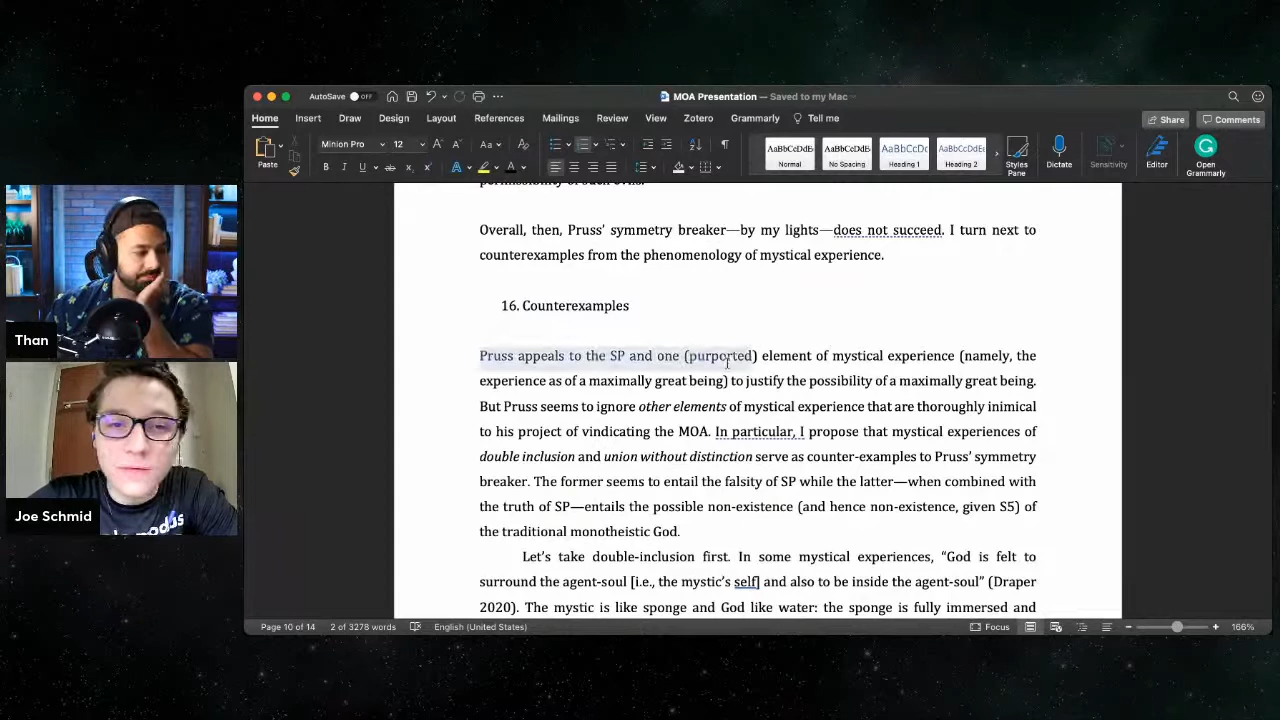 AutoSave OFF
MOA Presentation — Saved to my Mac
Home Insert Draw Design Layout References Mailings Review View Zotero Grammarly Tell me
Share Comments
Paste
Minion Pro 12
AaBbCcDdE AaBbCcDdE AaBbCcDc AaBbCcDdE
Normal No Spacing Heading 1 Heading 2
Styles Pane
Dictate
Sensitivity
Editor
Open Grammarly
Overall, then, Pruss’ symmetry breaker—by my lights—does not succeed. I turn next to
counterexamples from the phenomenology of mystical experience.
16. Counterexamples
Pruss appeals to the SP and one (purported) element of mystical experience (namely, the
experience as of a maximally great being) to justify the possibility of a maximally great being.
But Pruss seems to ignore other elements of mystical experience that are thoroughly inimical
to his project of vindicating the MOA. In particular, I propose that mystical experiences of
double inclusion and union without distinction serve as counter-examples to Pruss’ symmetry
breaker. The former seems to entail the falsity of SP while the latter—when combined with
the truth of SP—entails the possible non-existence (and hence non-existence, given S5) of
the traditional monotheistic God.
Let’s take double-inclusion first. In some mystical experiences, “God is felt to
surround the agent-soul [i.e., the mystic’s self] and also to be inside the agent-soul” (Draper
2020). The mystic is like sponge and God like water: the sponge is fully immersed and
Page 10 of 14 2 of 3278 words English (United States) Focus 166%
Than
Joe Schmid